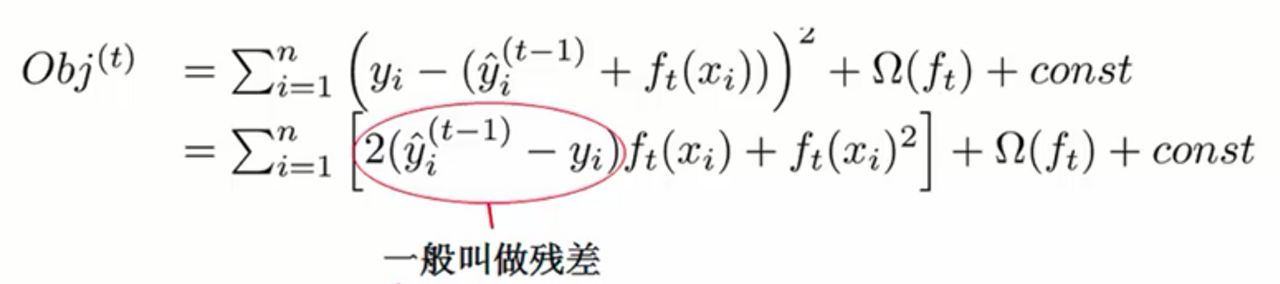 Obj^{(t)} = \sum_{i=1}^{n} \left( y_i - (\hat{y}_i^{(t-1)} + f_t(x_i)) \right)^2 + \Omega(f_t) + const
= \sum_{i=1}^{n} \left[ 2(\hat{y}_i^{(t-1)} - y_i) f_t(x_i) + f_t(x_i)^2 \right] + \Omega(f_t) + const
一般叫做残差